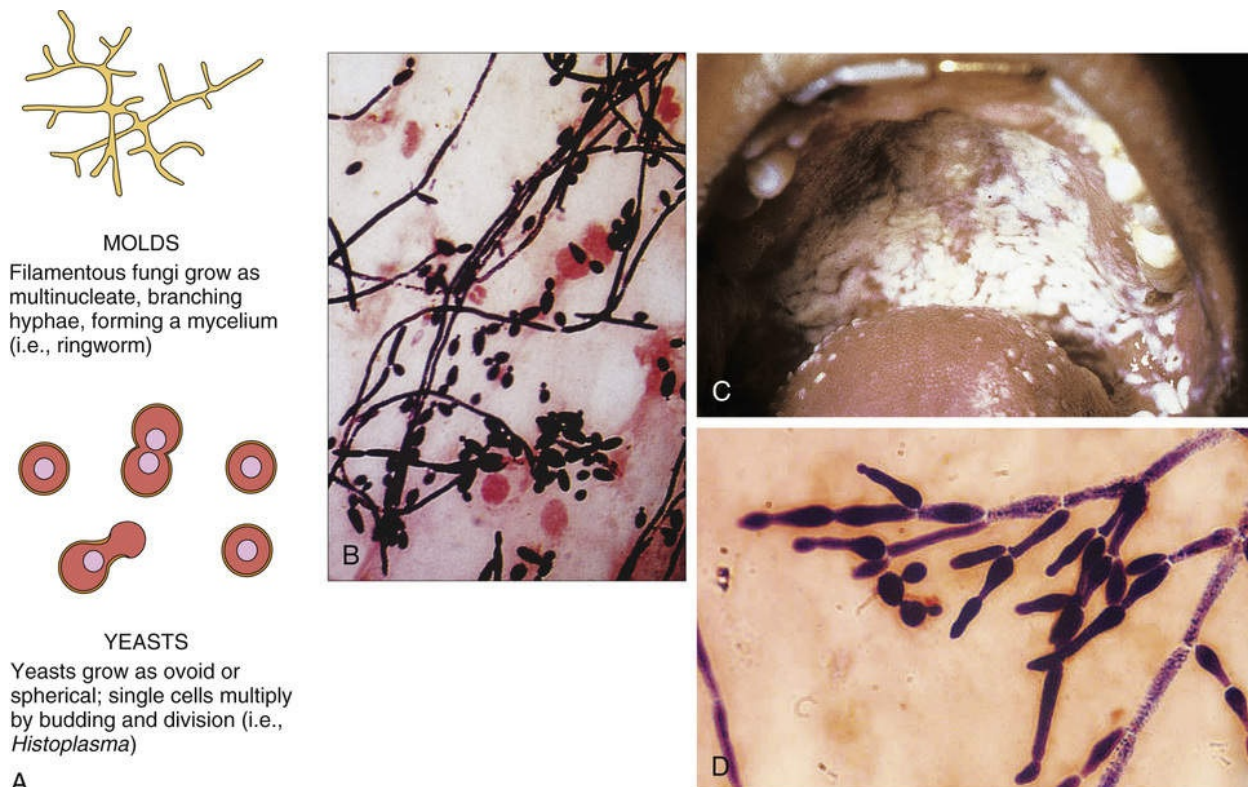 MOLDS
Filamentous fungi grow as
multinucleate, branching
hyphae, forming a mycelium
(i.e., ringworm)
YEASTS
Yeasts grow as ovoid or
spherical; single cells multiply
by budding and division (i.e.,
Histoplasma)
A
B
C
D